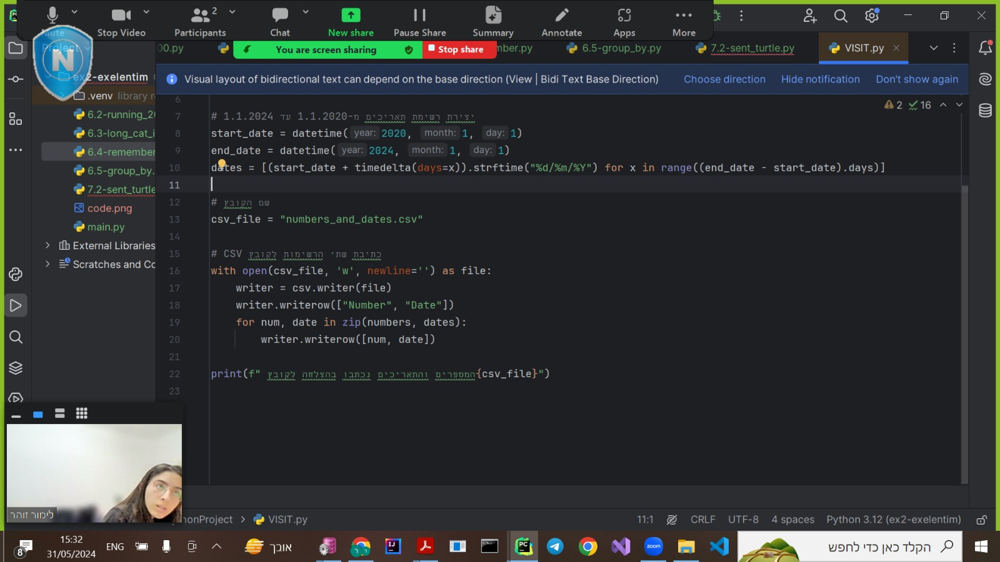 Mute
Stop Video
Participants
2
Chat
New share
Pause Share
Summary
Annotate
Apps
More
You are screen sharing
Stop share
00.py
mber.py
6.5-group_by.py
7.2-sent_turtle.py
VISIT.py
Project
N
Visual layout of bidirectional text can depend on the base direction (View | Bidi Text Base Direction)
Choose direction
Hide notification
Don't show again
ex2-exelentim
.venv library r
6.2-running_2
6.3-long_cat_i
6.4-remember
6.5-group_by.
7.2-sent_turtle
code.png
main.py
External Libraries
Scratches and Co
2
16
6
7 # יצירת רשימת תאריכים מ-1.1.2020 עד 1.1.2024
8 start_date = datetime( year: 2020, month: 1, day: 1)
9 end_date = datetime( year: 2024, month: 1, day: 1)
10 dates = [(start_date + timedelta(days=x)).strftime("%d/%m/%Y") for x in range((end_date - start_date).days)]
11
12 # שם הקובץ
13 csv_file = "numbers_and_dates.csv"
14
15 # כתיבת שתי הרשימות לקובץ CSV
16 with open(csv_file, 'w', newline='') as file:
17 writer = csv.writer(file)
18 writer.writerow(["Number", "Date"])
19 for num, date in zip(numbers, dates):
20 writer.writerow([num, date])
21
22 print(f" המספרים והתאריכים נכתבו בהצלחה לקובץ {csv_file}")
23
לימור זוהר
honProject > VISIT.py
11:1
CRLF
UTF-8
4 spaces
Python 3.12 (ex2-exelentim)
8
15:32
31/05/2024
ENG
אובך
IJ
PC
zoom
הקלד כאן כדי לחפש